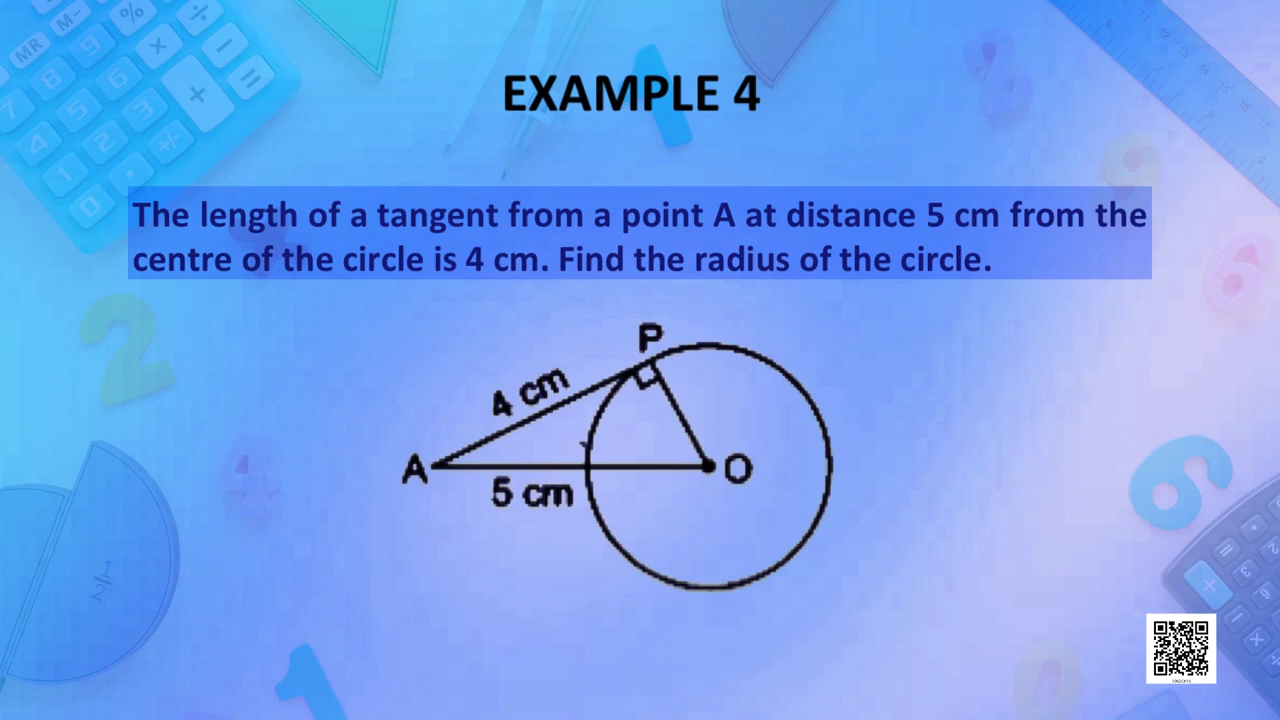 EXAMPLE 4
The length of a tangent from a point A at distance 5 cm from the
centre of the circle is 4 cm. Find the radius of the circle.
P
4 cm
A
O
5 cm